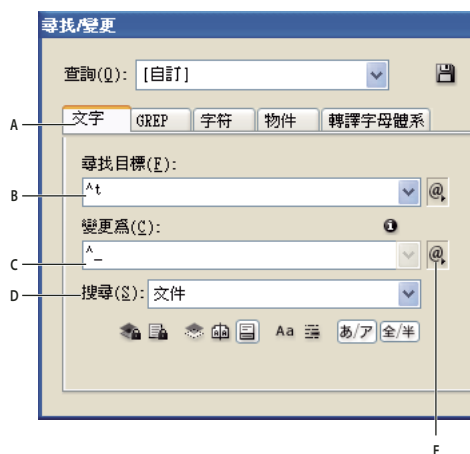 尋找/變更
查詢(Q): [自訂]
A 文字 GREP 字符 物件 轉譯字母體系
尋找目標(F):
B ^t @
變更為(C):
C ^_ @
D 搜尋(S): 文件
Aa あ/ア 全/半
E